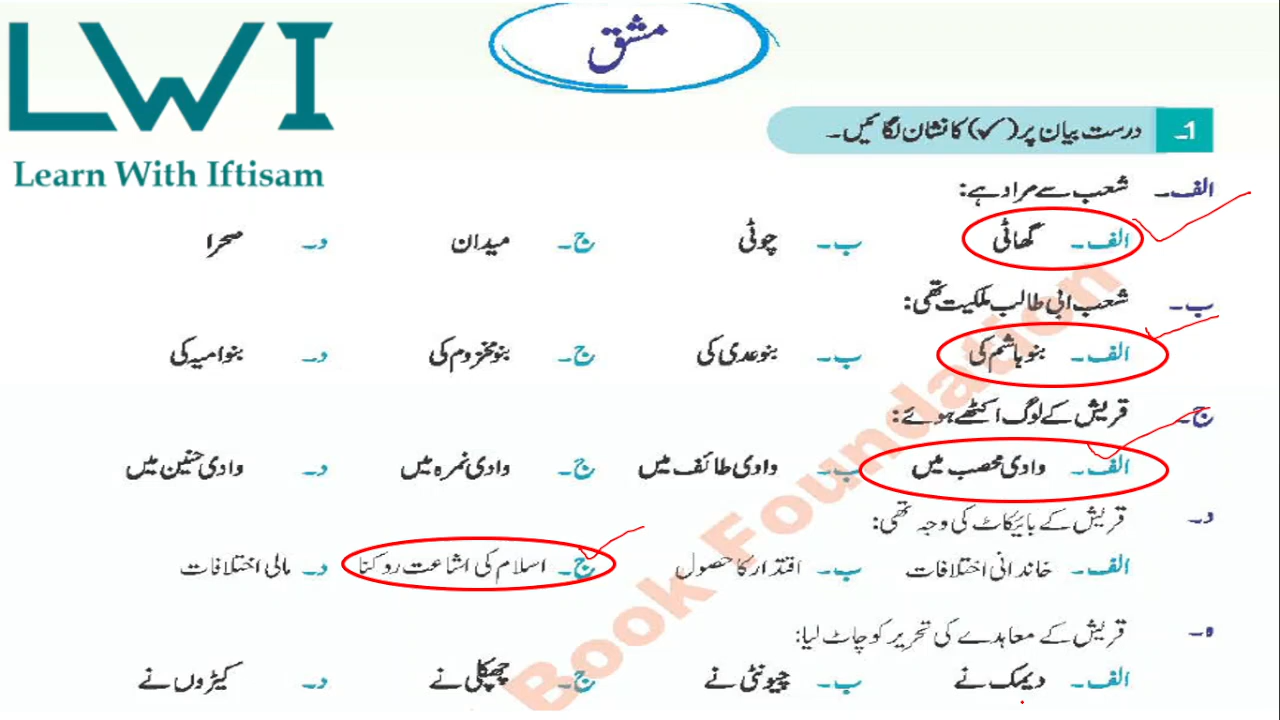 LWI
Learn With Iftisam
مشق
1۔ درست بیان پر (✓) کا نشان لگائیں۔
الف۔ شعب سے مراد ہے:
الف۔ گھاٹی ب۔ چوٹی ج۔ میدان د۔ صحرا
ب۔ شعب ابی طالب ملکیت تھی:
الف۔ بنو ہاشم کی ب۔ بنو عدی کی ج۔ بنو مخزوم کی د۔ بنو امیہ کی
ج۔ قریش کے لوگ اکٹھے ہوئے:
الف۔ وادی محصب میں ب۔ وادی طائف میں ج۔ وادی نمرہ میں د۔ وادی حنین میں
د۔ قریش کے بائیکاٹ کی وجہ تھی:
الف۔ خاندانی اختلافات ب۔ اقتدار کا حصول ج۔ اسلام کی اشاعت روکنا د۔ مالی اختلافات
ہ۔ قریش کے معاہدے کی تحریر کو چاٹ لیا:
الف۔ دیمک نے ب۔ چیونٹی نے ج۔ چھپکلی نے د۔ کیڑوں نے
Book Foundation